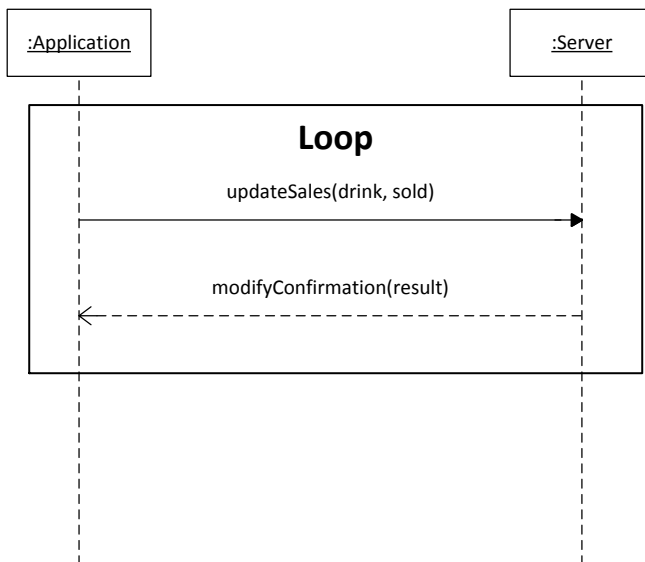 :Application
:Server
Loop
updateSales(drink, sold)
modifyConfirmation(result)